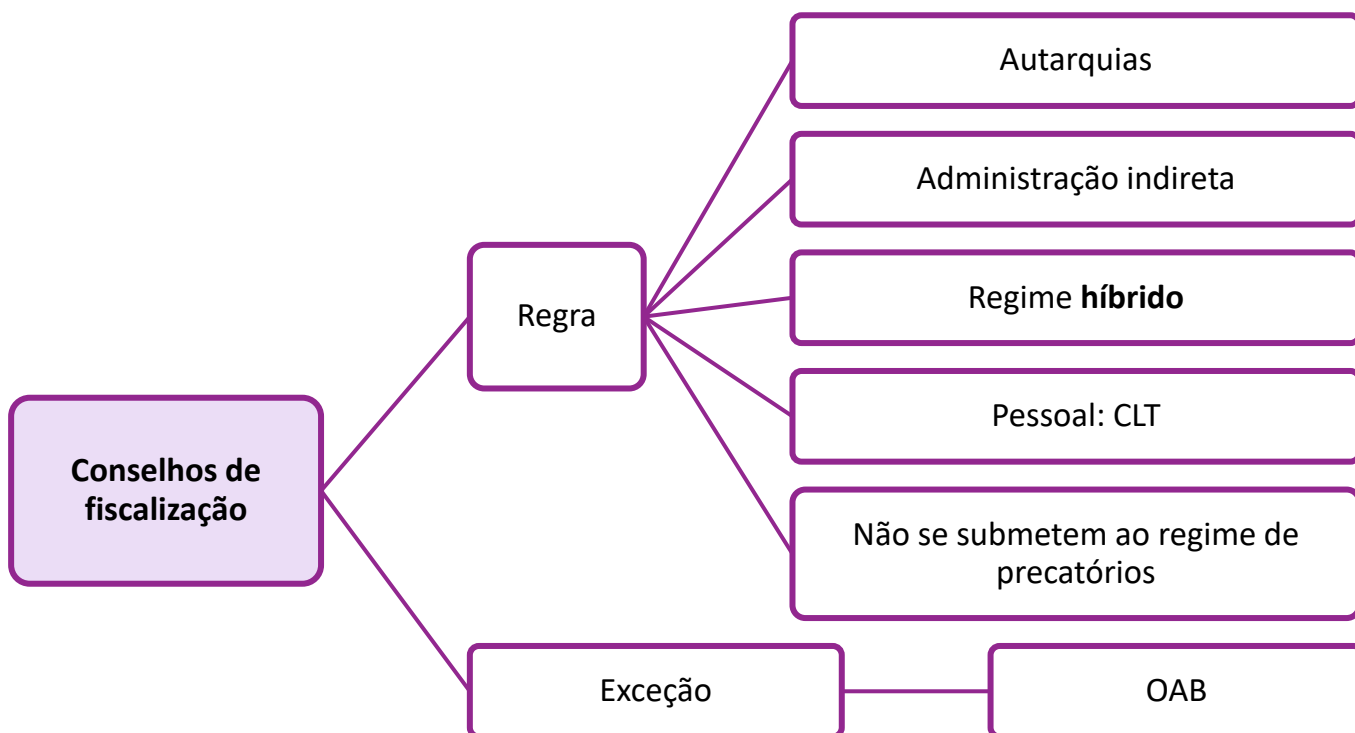 Autarquias
Administração indireta
Regime híbrido
Regra
Pessoal: CLT
Conselhos de
fiscalização
Não se submetem ao regime de
precatórios
Exceção
OAB